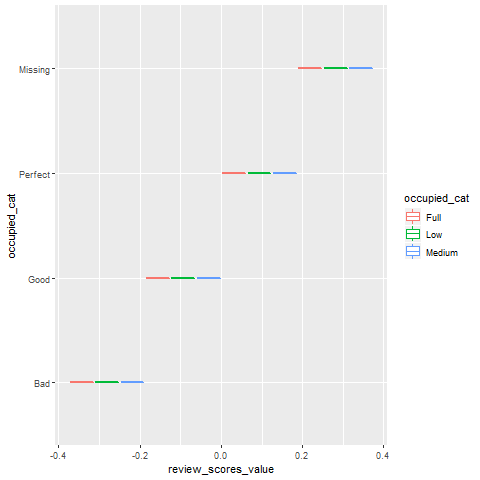 Missing
Perfect
Good
Bad
occupied_cat
-0.4
-0.2
0.0
0.2
0.4
review_scores_value
occupied_cat
Full
Low
Medium